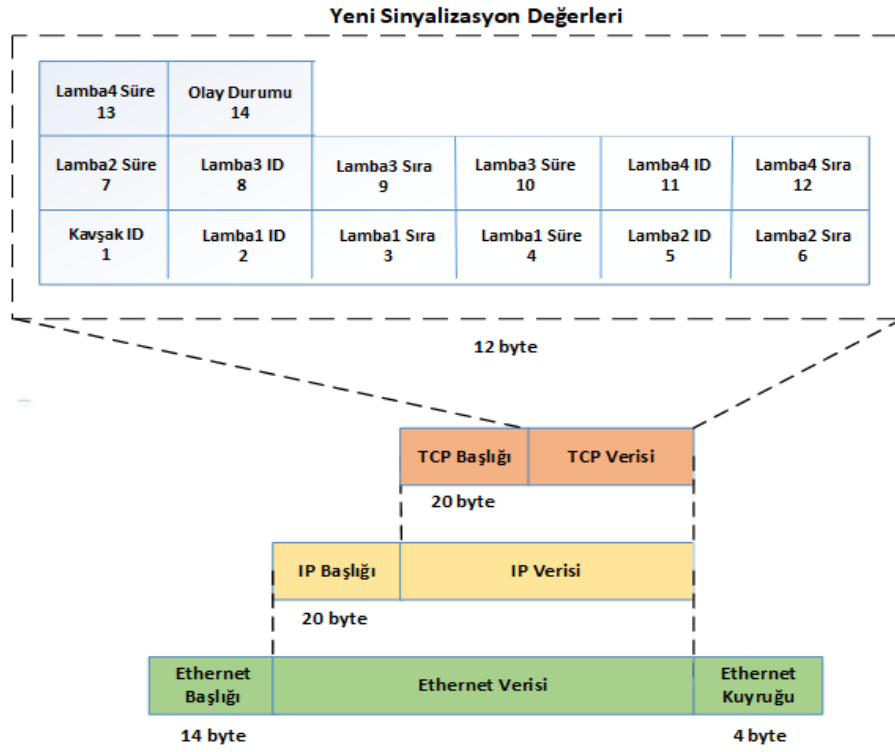 Yeni Sinyalizasyon Değerleri
Lamba4 Süre
13
Olay Durumu
14
Lamba2 Süre
7
Lamba3 ID
8
Lamba3 Sıra
9
Lamba3 Süre
10
Lamba4 ID
11
Lamba4 Sıra
12
Kavşak ID
1
Lamba1 ID
2
Lamba1 Sıra
3
Lamba1 Süre
4
Lamba2 ID
5
Lamba2 Sıra
6
12 byte
TCP Başlığı
TCP Verisi
20 byte
IP Başlığı
IP Verisi
20 byte
Ethernet
Başlığı
Ethernet Verisi
Ethernet
Kuyruğu
14 byte
4 byte